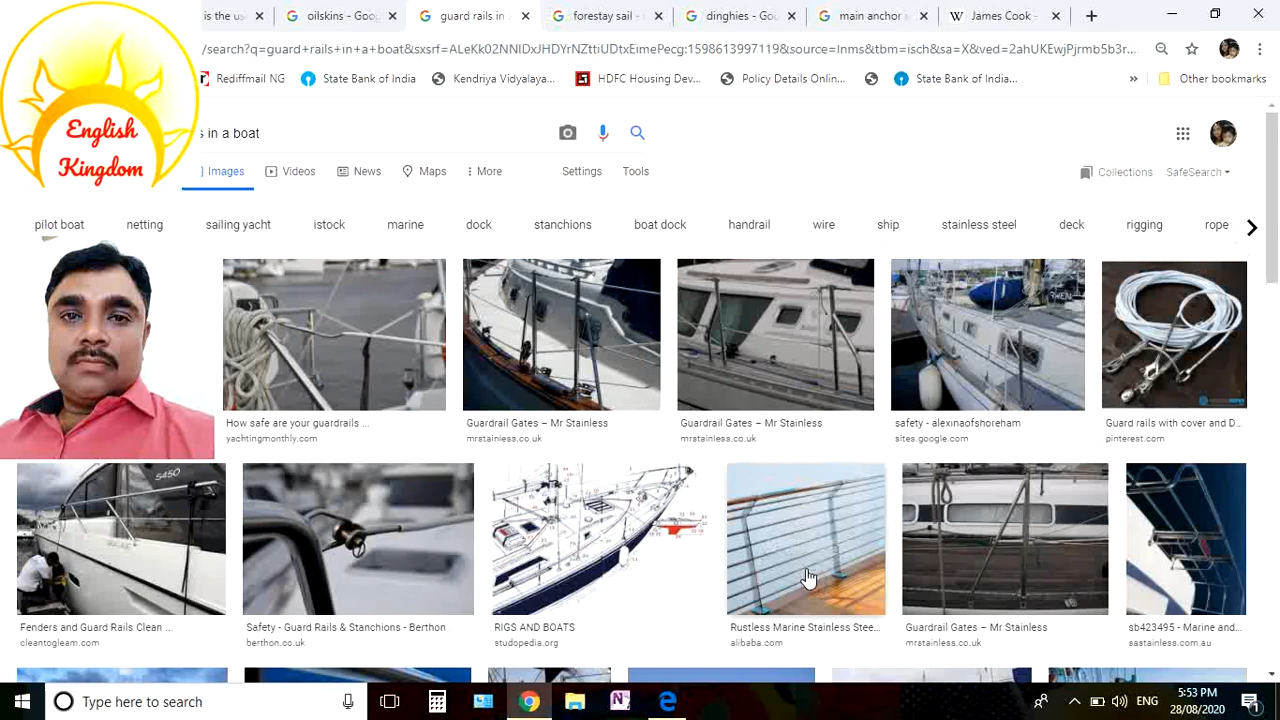 is the use
oilskins - Goog
guard rails in
forestay sail -
dinghies - Goo
main anchor
James Cook -
/search?q=guard+rails+in+a+boat&sxsrf=ALeKk02NNIDxJHDYrNZttiUDtxEimePecg:1598613997119&source=lnms&tbm=isch&sa=X&ved=2ahUKEwjPjrmb5b3r...
Rediffmail NG
State Bank of India
Kendriya Vidyalaya...
HDFC Housing Dev...
Policy Details Onlin...
State Bank of India...
»
Other bookmarks
English
Kingdom
s in a boat
Images
Videos
News
Maps
More
Settings
Tools
Collections
SafeSearch
pilot boat
netting
sailing yacht
istock
marine
dock
stanchions
boat dock
handrail
wire
ship
stainless steel
deck
rigging
rope
How safe are your guardrails ...
yachtingmonthly.com
Guardrail Gates – Mr Stainless
mrstainless.co.uk
Guardrail Gates – Mr Stainless
mrstainless.co.uk
safety - alexinaofshoreham
sites.google.com
Guard rails with cover and D...
pinterest.com
5450
Fenders and Guard Rails Clean ...
cleantogleam.com
Safety - Guard Rails & Stanchions - Berthon
berthon.co.uk
RIGS AND BOATS
studopedia.org
Rustless Marine Stainless Stee...
alibaba.com
Guardrail Gates – Mr Stainless
mrstainless.co.uk
sb423495 - Marine and...
sastainless.com.au
Type here to search
ENG
5:53 PM
28/08/2020